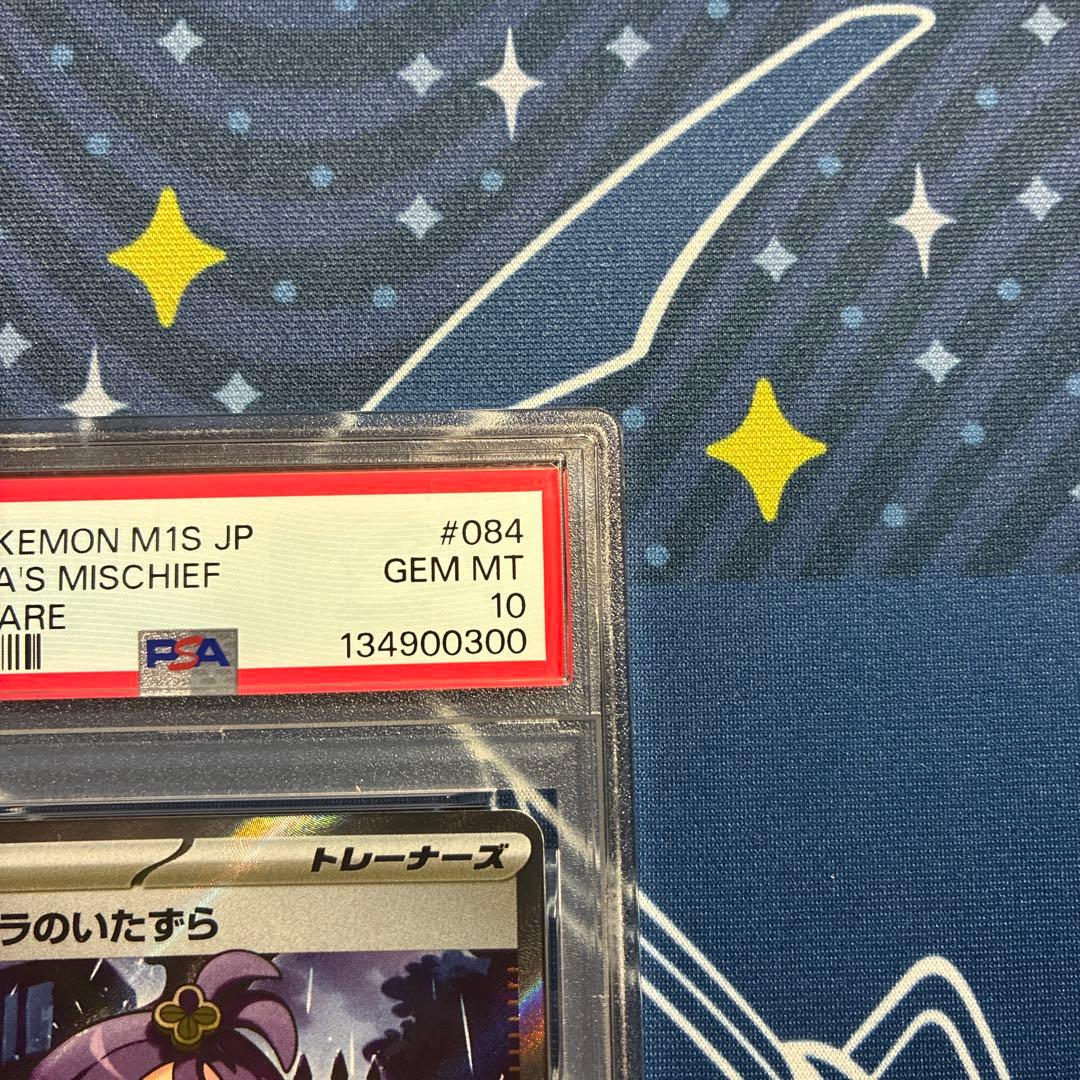 KEMON M1S JP #084
A'S MISCHIEF GEM MT
ARE 10
PSA 134900300
トレーナーズ
ラのいたずら